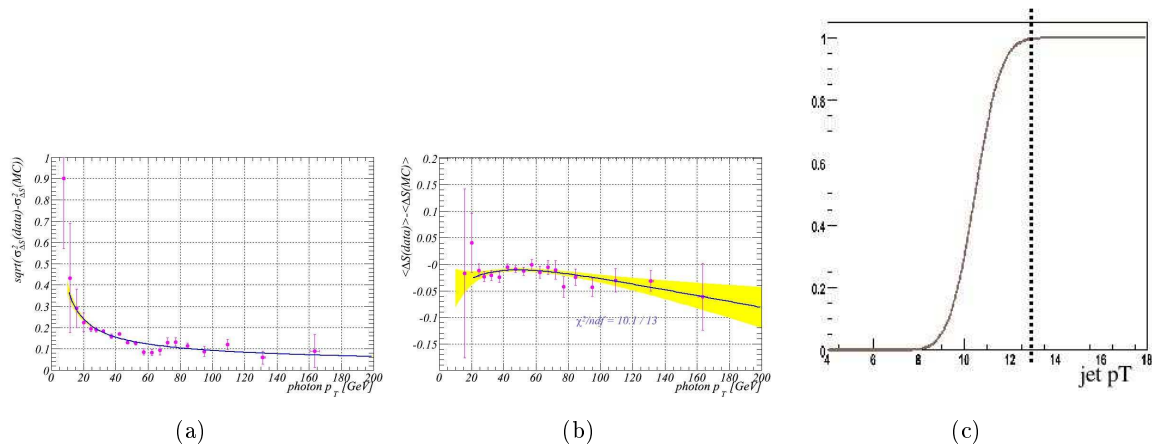 sqrt(σ²ΔS(data)-σ²ΔS(MC))
1
0.9
0.8
0.7
0.6
0.5
0.4
0.3
0.2
0.1
0
0 20 40 60 80 100 120 140 160 180 200
photon pT [GeV]
(a)
<ΔS(data)>-<ΔS(MC)>
0.2
0.15
0.1
0.05
-0
-0.05
-0.1
-0.15
χ²/ndf = 10.1 / 13
0 20 40 60 80 100 120 140 160 180 200
photon pT [GeV]
(b)
1
0.8
0.6
0.4
0.2
0
4 6 8 10 12 14 16 18
jet pT
(c)